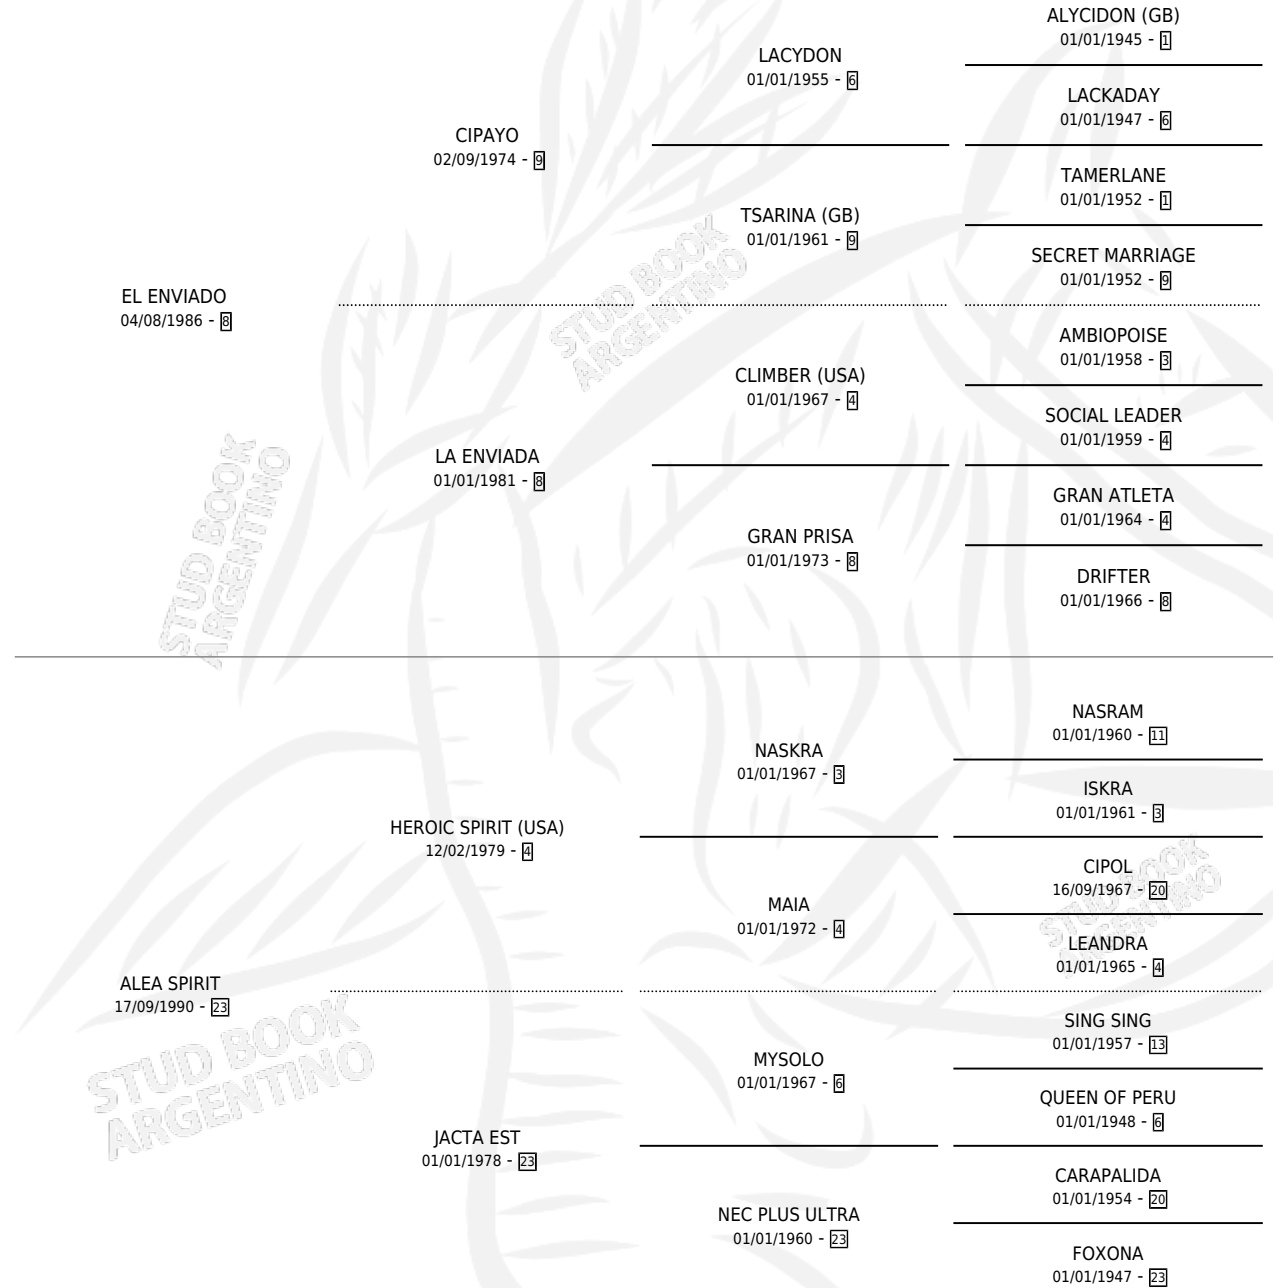 ALYCIDON (GB)
01/01/1945 - 1
LACYDON
01/01/1955 - 6
LACKADAY
01/01/1947 - 6
CIPAYO
02/09/1974 - 9
TAMERLANE
01/01/1952 - 1
TSARINA (GB)
01/01/1961 - 9
SECRET MARRIAGE
01/01/1952 - 9
EL ENVIADO
04/08/1986 - 8
STUD BOOK
ARGENTINO
AMBIOPOISE
01/01/1958 - 3
CLIMBER (USA)
01/01/1967 - 4
SOCIAL LEADER
01/01/1959 - 4
LA ENVIADA
01/01/1981 - 8
GRAN ATLETA
01/01/1964 - 4
GRAN PRISA
01/01/1973 - 8
DRIFTER
01/01/1966 - 8
STUD BOOK
ARGENTINO
NASRAM
01/01/1960 - 11
NASKRA
01/01/1967 - 3
ISKRA
01/01/1961 - 3
HEROIC SPIRIT (USA)
12/02/1979 - 4
CIPOL
16/09/1967 - 20
MAIA
01/01/1972 - 4
LEANDRA
01/01/1965 - 4
STUD BOOK
ARGENTINO
ALEA SPIRIT
17/09/1990 - 23
SING SING
01/01/1957 - 13
MYSOLO
01/01/1967 - 6
QUEEN OF PERU
01/01/1948 - 6
STUD BOOK
ARGENTINO
JACTA EST
01/01/1978 - 23
CARAPALIDA
01/01/1954 - 20
NEC PLUS ULTRA
01/01/1960 - 23
FOXONA
01/01/1947 - 23